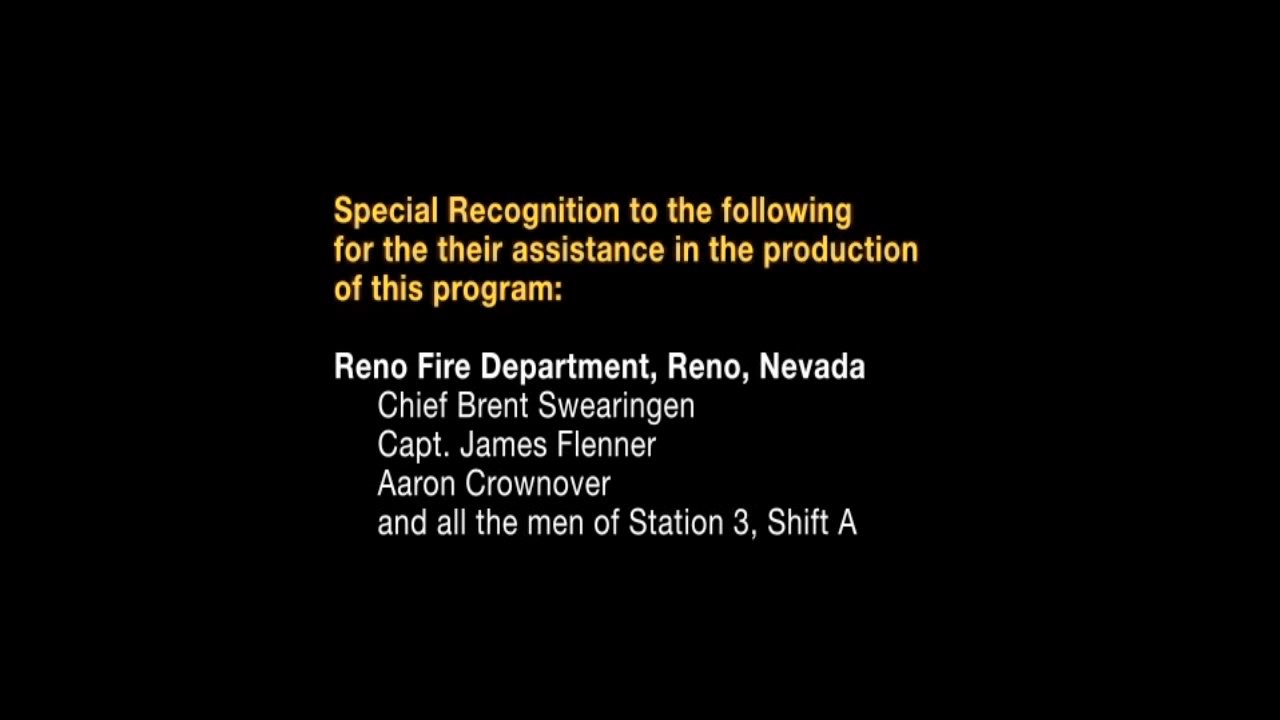 Special Recognition to the following
for the their assistance in the production
of this program:
Reno Fire Department, Reno, Nevada
Chief Brent Swearingen
Capt. James Flenner
Aaron Crownover
and all the men of Station 3, Shift A